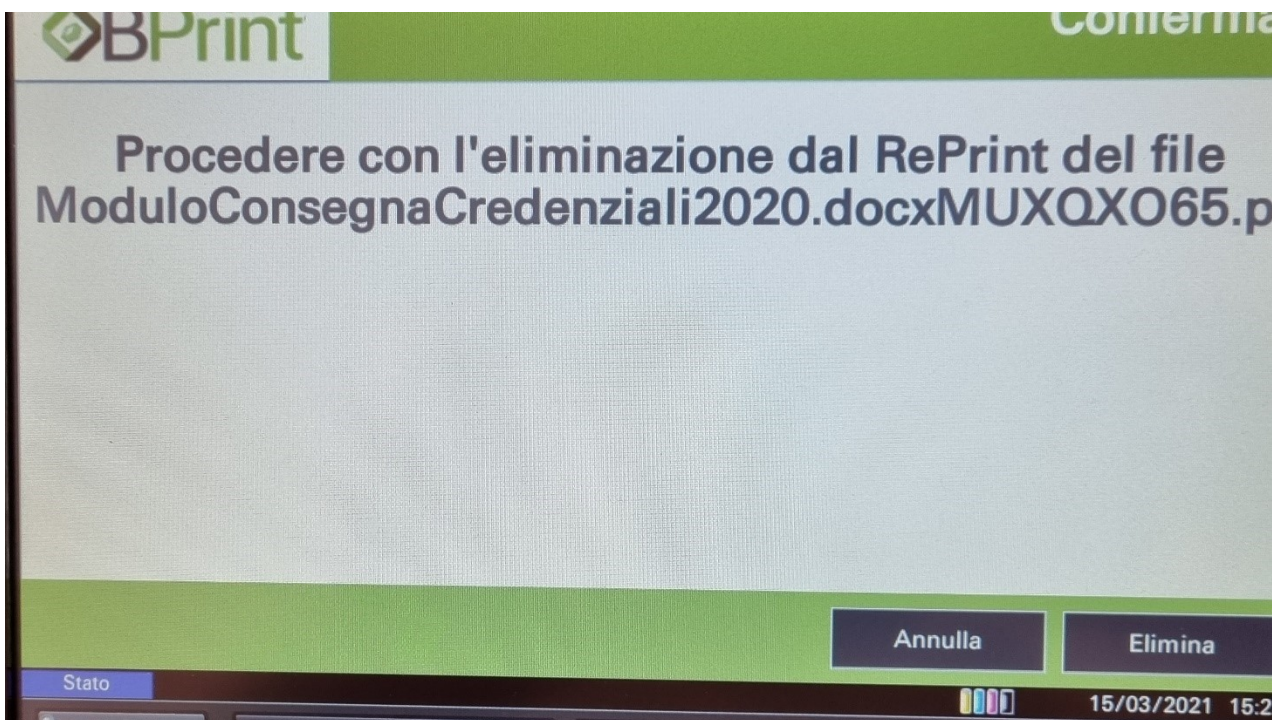 BPrint
Conferma
Procedere con l'eliminazione dal RePrint del file
ModuloConsegnaCredenziali2020.docxMUXQXO65.p
Annulla
Elimina
Stato
15/03/2021 15:2